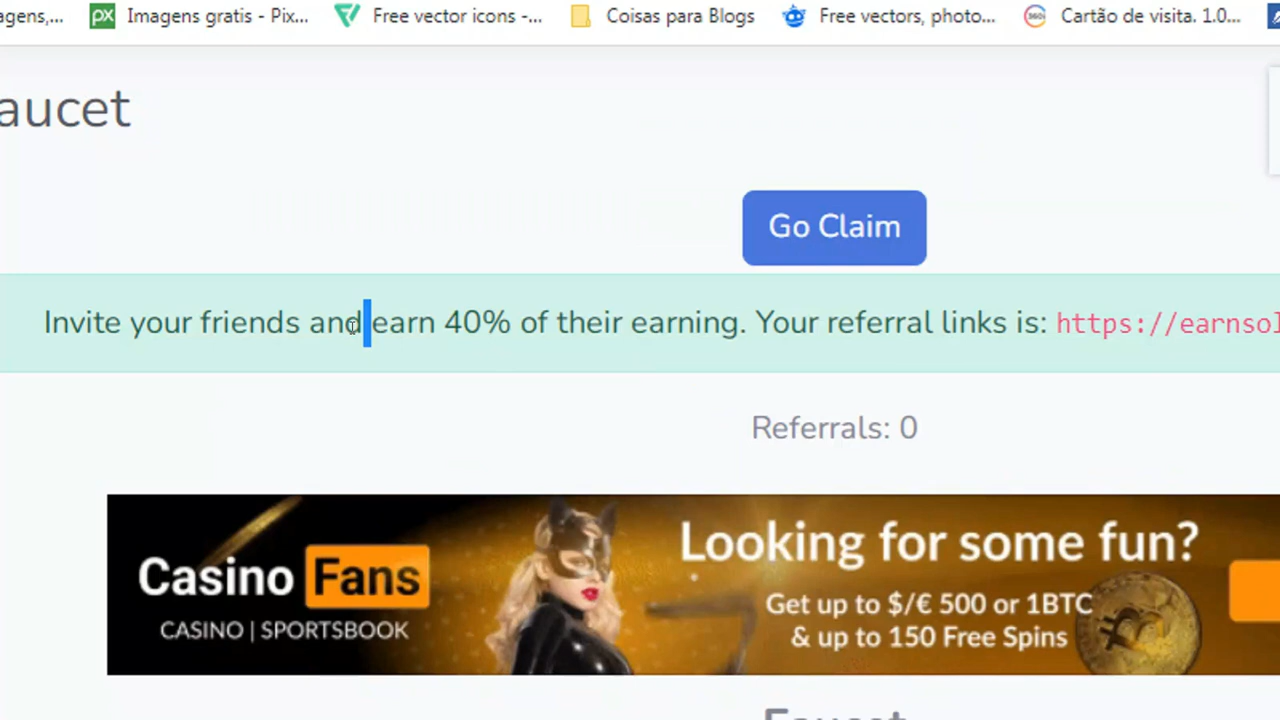 agens,... px Imagens gratis - Pix... Free vector icons -... Coisas para Blogs Free vectors, photo... 360 Cartão de visita. 1.0...
aucet
Go Claim
Invite your friends and earn 40% of their earning. Your referral links is: https://earnsol
Referrals: 0
Casino Fans
CASINO | SPORTSBOOK
Looking for some fun?
Get up to $/€ 500 or 1BTC
& up to 150 Free Spins
Faucet